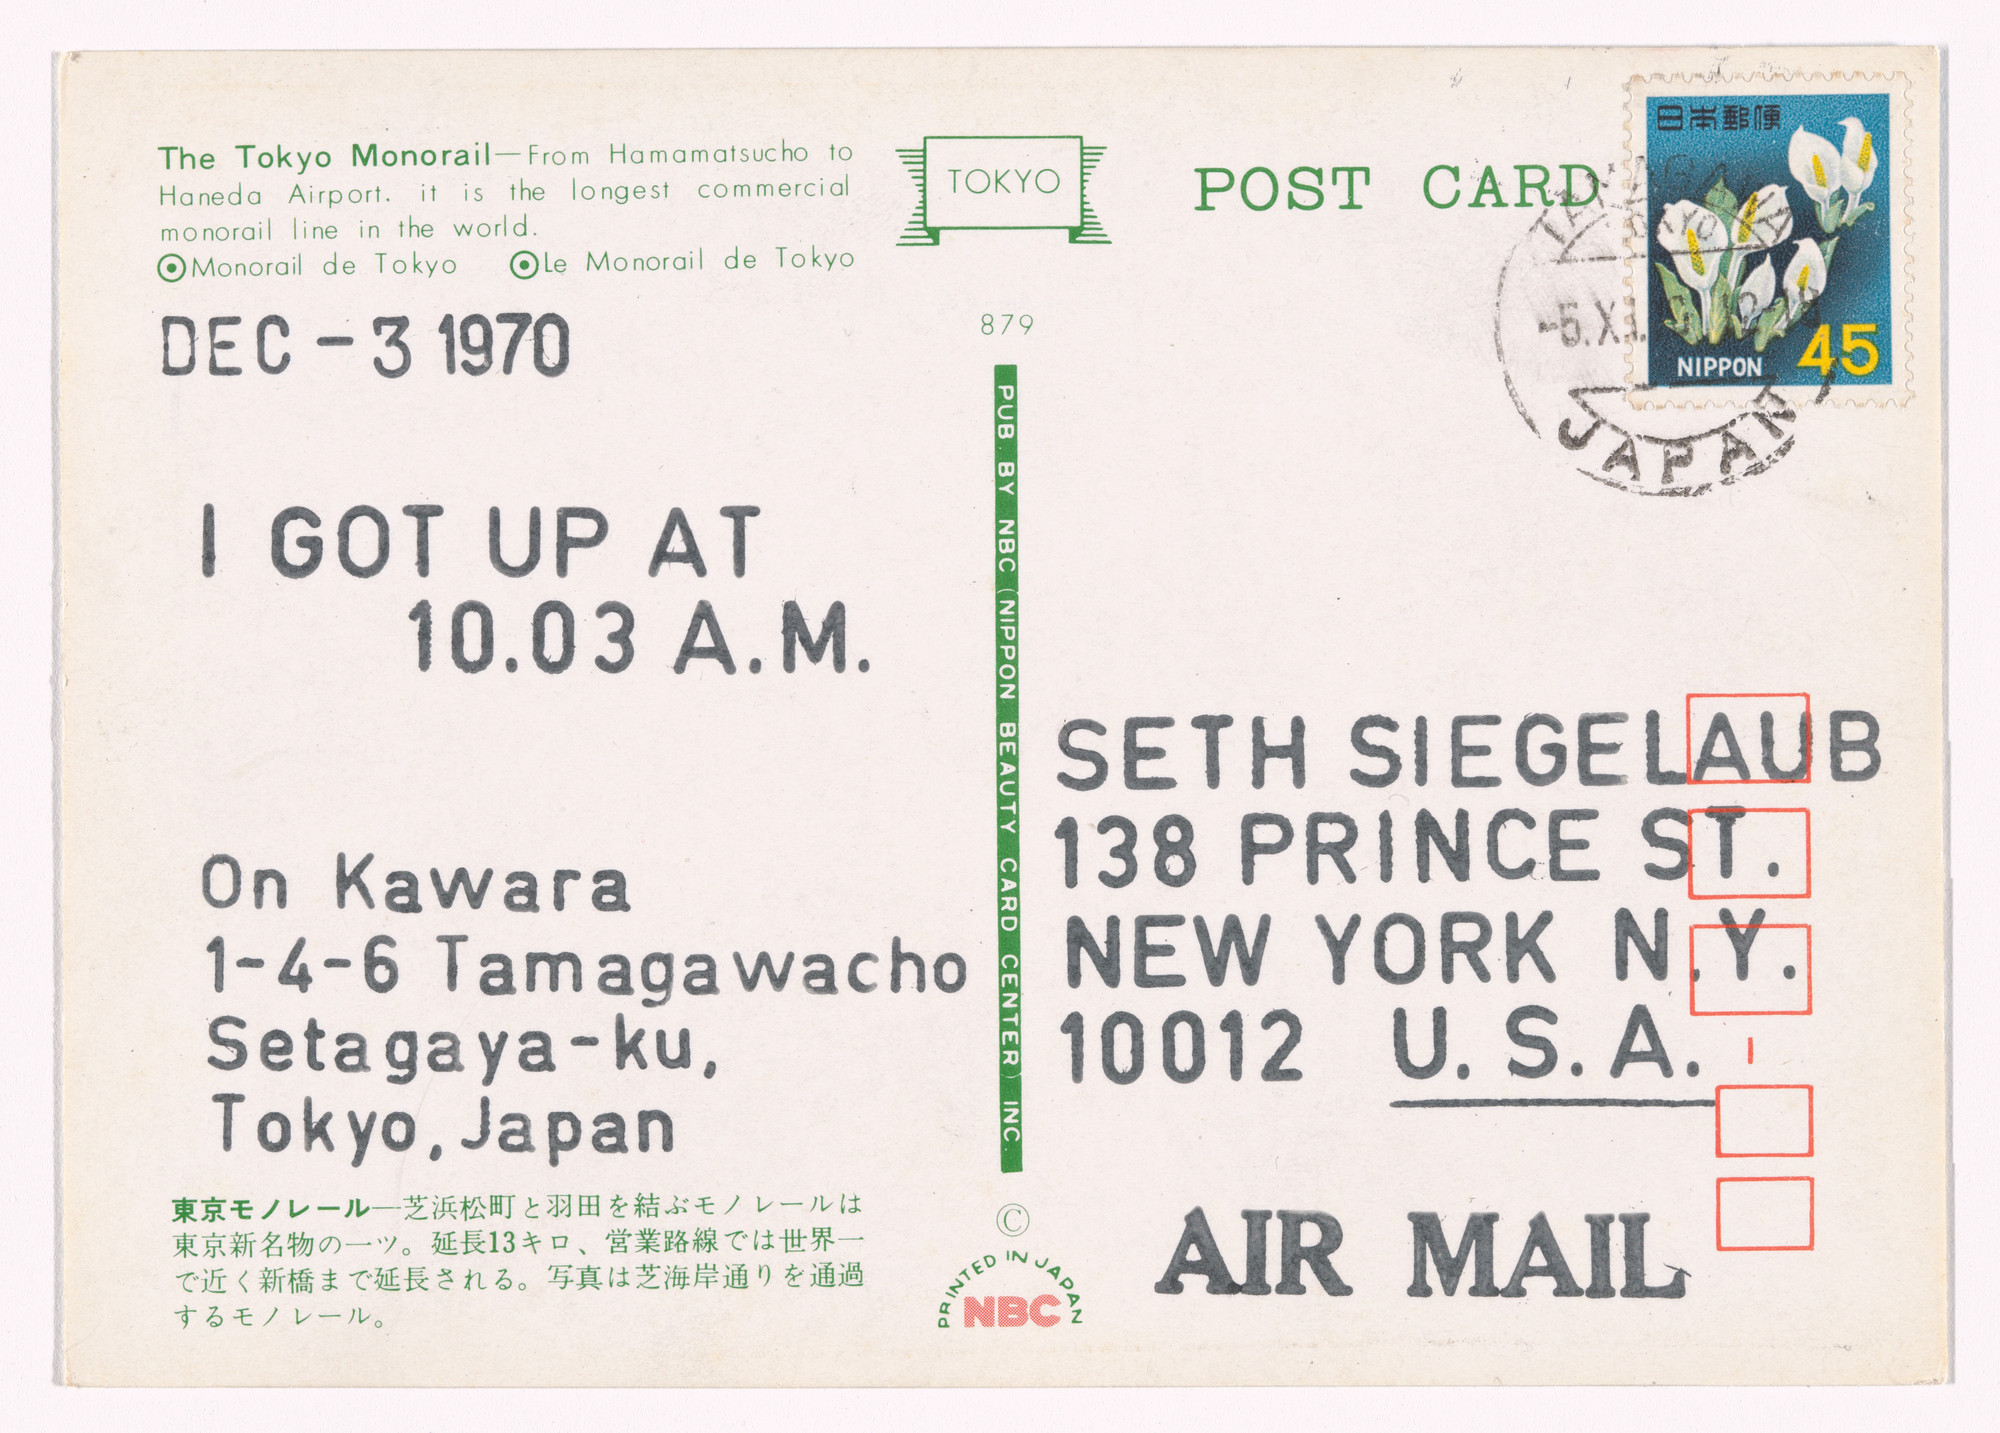 The Tokyo Monorail—From Hamamatsucho to
Haneda Airport. it is the longest commercial
monorail line in the world.
Monorail de Tokyo Le Monorail de Tokyo
TOKYO
POST CARD
日本郵便
NIPPON 45
JAPAN
DEC -3 1970
879
I GOT UP AT
10.03 A.M.
PUB. BY NBC (NIPPON BEAUTY CARD CENTER) INC.
SETH SIEGELAUB
138 PRINCE ST.
NEW YORK N.Y.
10012 U.S.A.
On Kawara
1-4-6 Tamagawacho
Setagaya-ku,
Tokyo, Japan
AIR MAIL
東京モノレール—芝浜松町と羽田を結ぶモノレールは
東京新名物の一ツ。延長13キロ、営業路線では世界一
で近く新橋まで延長される。写真は芝海岸通りを通過
するモノレール。
©
PRINTED IN JAPAN
NBC